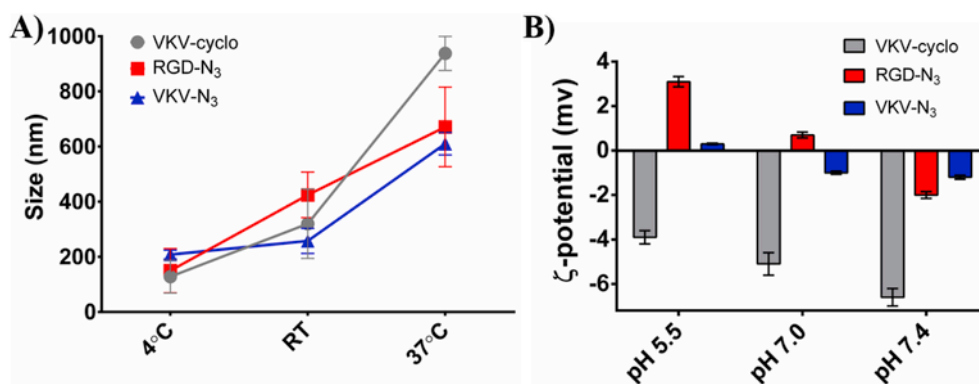 A)
VKV-cyclo
RGD-N₃
VKV-N₃
Size (nm)
1000
800
600
400
200
0
4°C
RT
37°C
B)
VKV-cyclo
RGD-N₃
VKV-N₃
ζ-potential (mv)
4
2
0
-2
-4
-6
pH 5.5
pH 7.0
pH 7.4